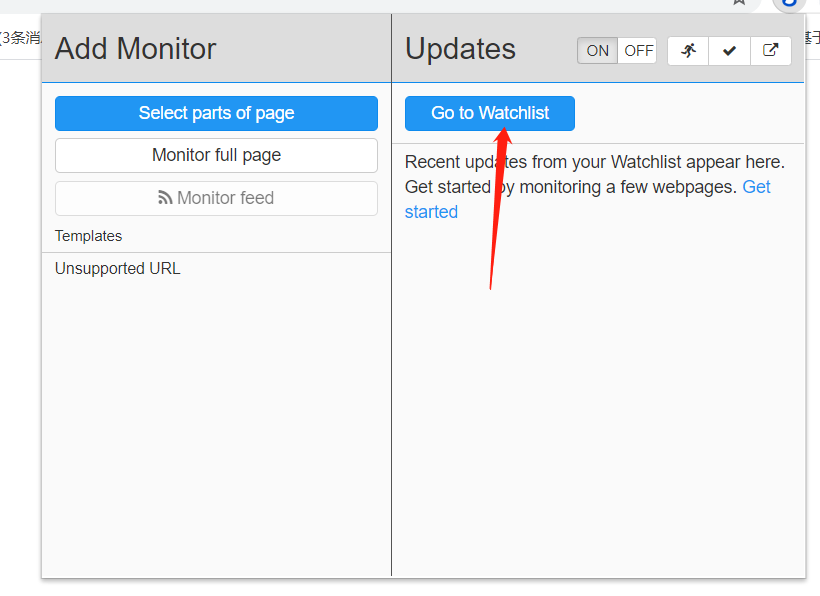 (3条消
基于
Add Monitor
Select parts of page
Monitor full page
Monitor feed
Templates
Unsupported URL
Updates
ON OFF
Go to Watchlist
Recent updates from your Watchlist appear here.
Get started by monitoring a few webpages. Get
started